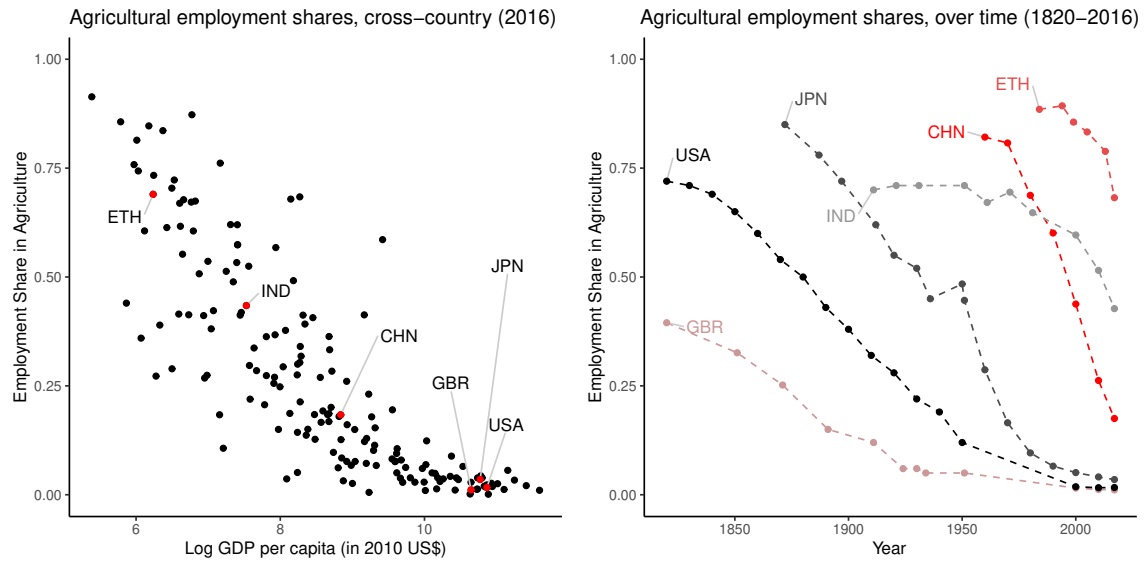 Agricultural employment shares, cross−country (2016)
1.00
0.75
0.50
0.25
0.00
Employment Share in Agriculture
ETH
IND
CHN
JPN
GBR
USA
6
8
10
Log GDP per capita (in 2010 US$)
Agricultural employment shares, over time (1820−2016)
1.00
0.75
0.50
0.25
0.00
Employment Share in Agriculture
ETH
JPN
CHN
USA
IND
GBR
1850
1900
1950
2000
Year